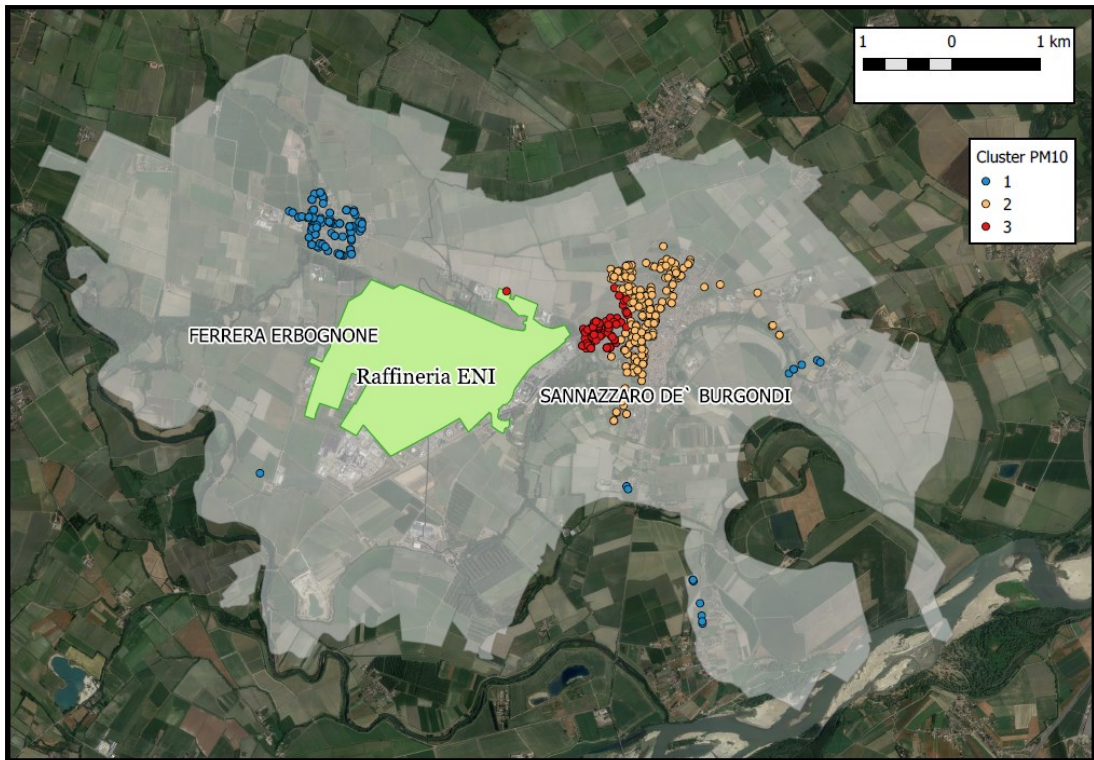 1 0 1 km
Cluster PM10
1
2
3
FERRERA ERBOGNONE
Raffineria ENI
SANNAZZARO DE` BURGONDI